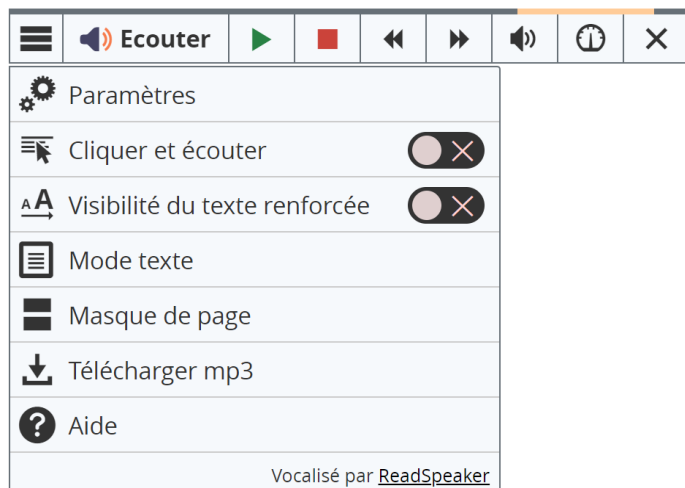 Ecouter
Paramètres
Cliquer et écouter
A A Visibilité du texte renforcée
Mode texte
Masque de page
Télécharger mp3
? Aide
Vocalisé par ReadSpeaker